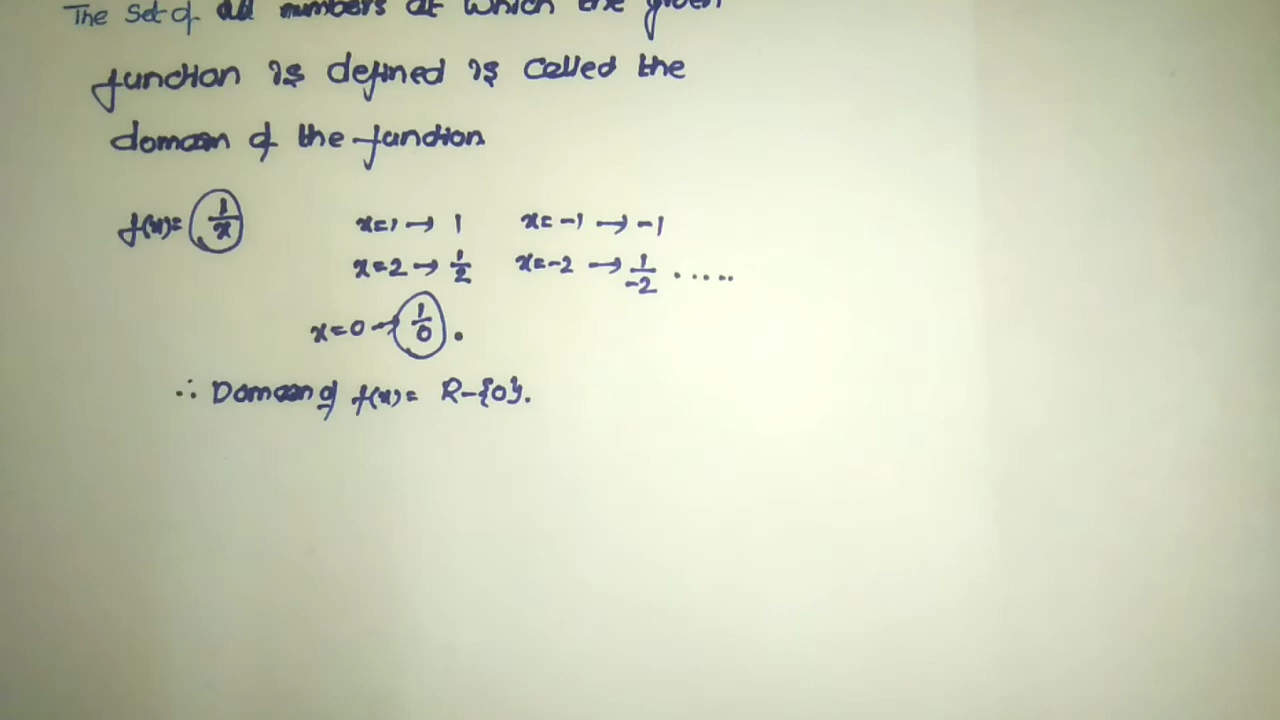 The Set of all numbers at which the given
function is defined is called the
domain of the function
f(x)= 1/x x=1 → 1 x=-1 → -1
x=2 → 1/2 x=-2 → 1/-2 .....
x=0 → 1/0 .
∴ Domain of f(x)= R-{0}.